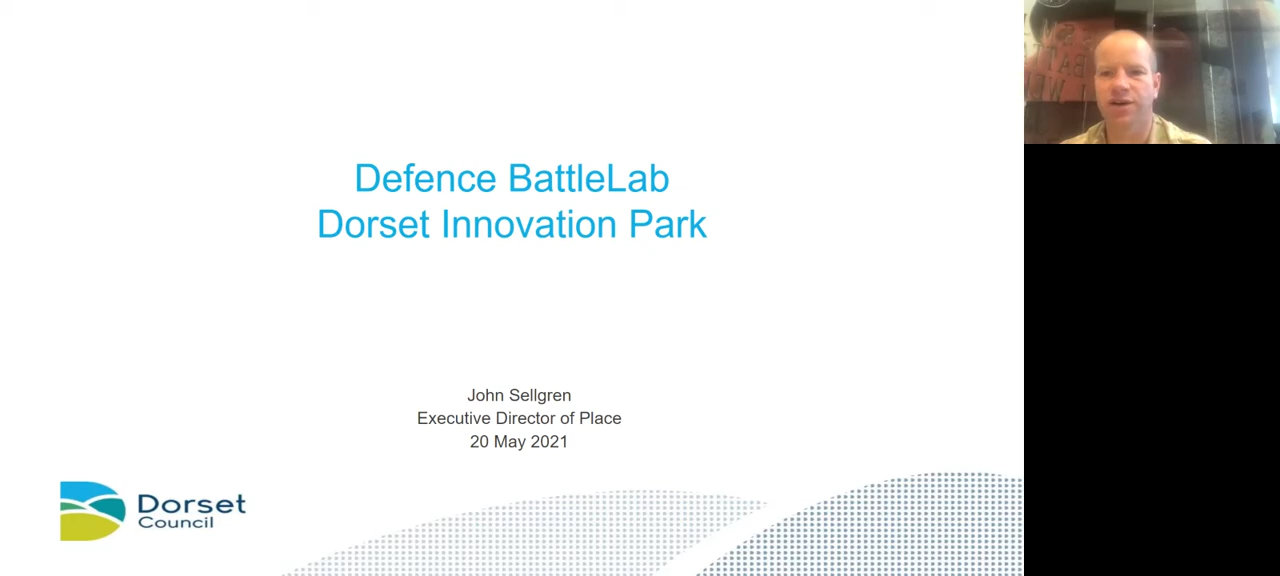 Defence BattleLab
Dorset Innovation Park
John Sellgren
Executive Director of Place
20 May 2021
Dorset
Council